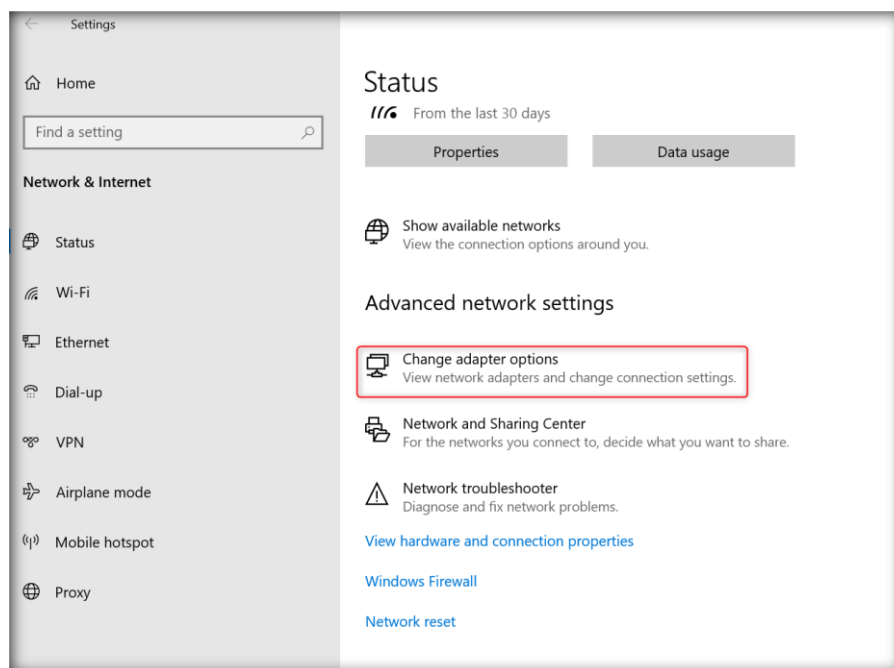 Settings
Home
Find a setting
Network & Internet
Status
Wi-Fi
Ethernet
Dial-up
VPN
Airplane mode
Mobile hotspot
Proxy
Status
From the last 30 days
Properties
Data usage
Show available networks
View the connection options around you.
Advanced network settings
Change adapter options
View network adapters and change connection settings.
Network and Sharing Center
For the networks you connect to, decide what you want to share.
Network troubleshooter
Diagnose and fix network problems.
View hardware and connection properties
Windows Firewall
Network reset